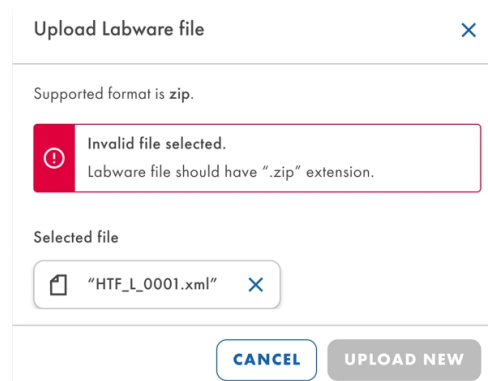 Upload Labware file
Supported format is zip.
Invalid file selected.
Labware file should have ".zip" extension.
Selected file
"HTF_L_0001.xml"
CANCEL
UPLOAD NEW